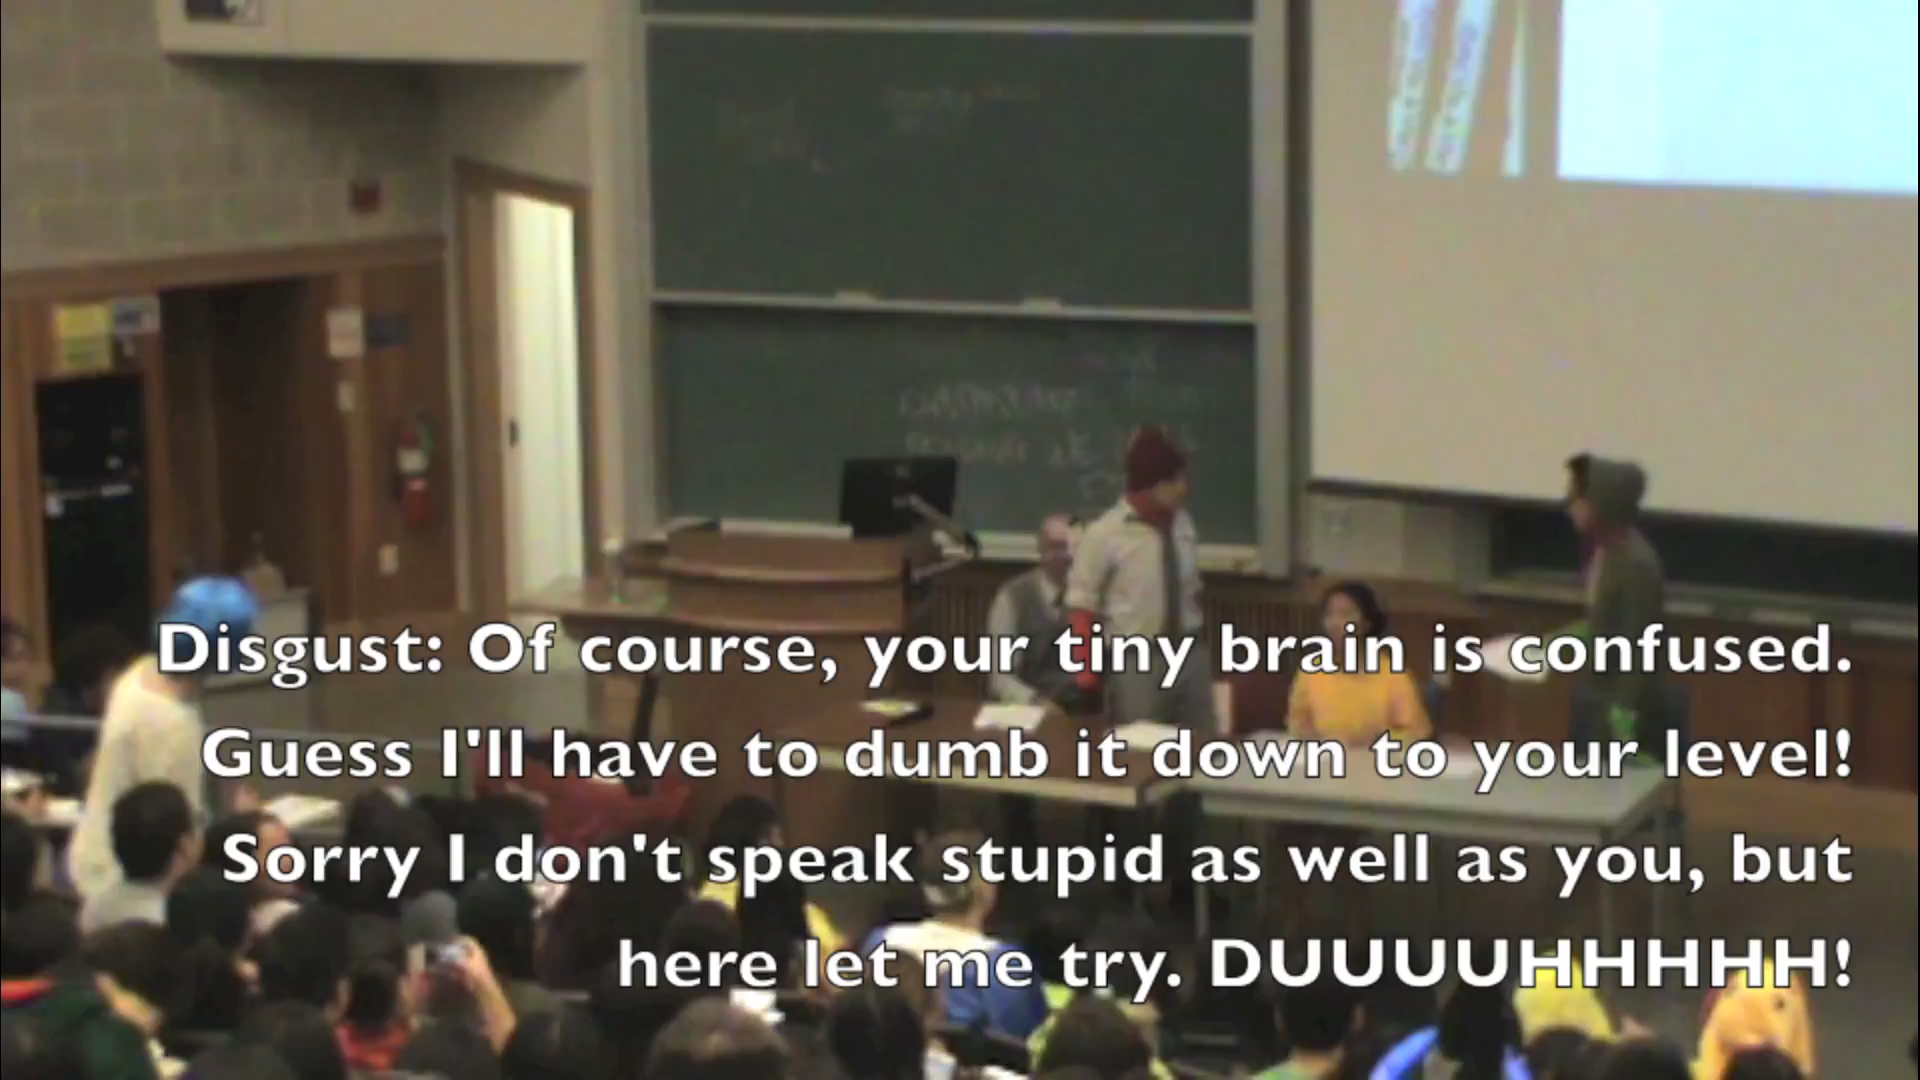 Disgust: Of course, your tiny brain is confused.
Guess I'll have to dumb it down to your level!
Sorry I don't speak stupid as well as you, but
here let me try. DUUUUHHHHH!